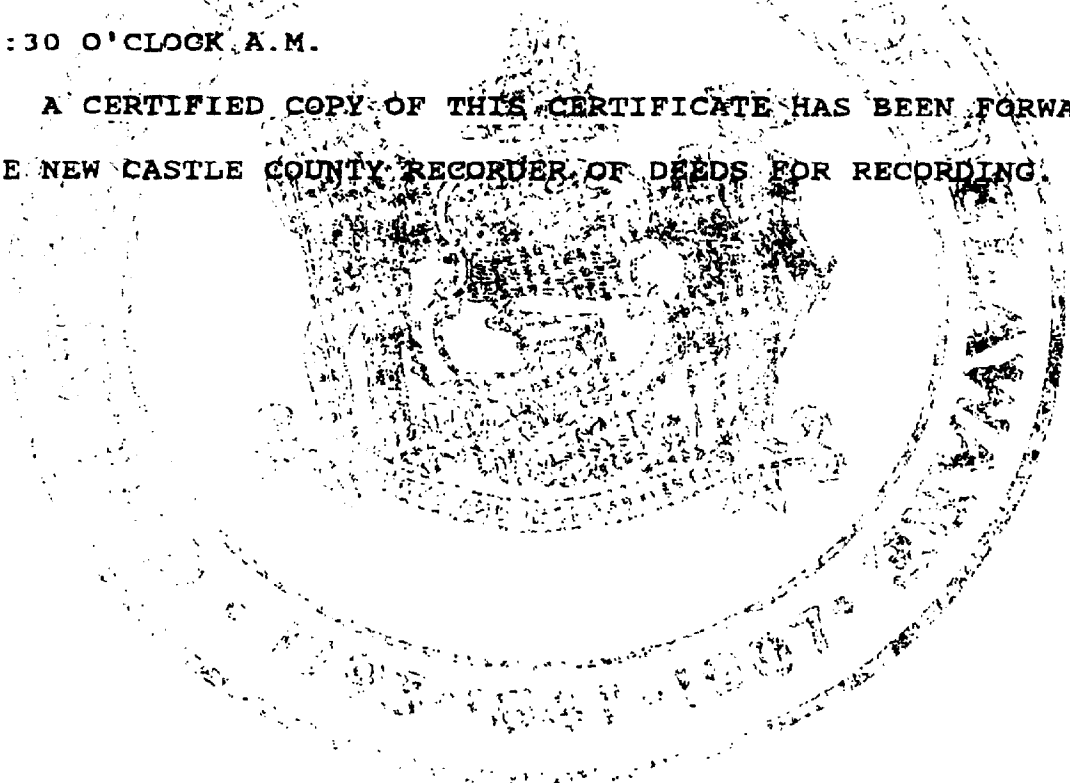 :30 O'CLOCK A.M.
A CERTIFIED COPY OF THIS CERTIFICATE HAS BEEN FORWA
E NEW CASTLE COUNTY RECORDER OF DEEDS FOR RECORDING.